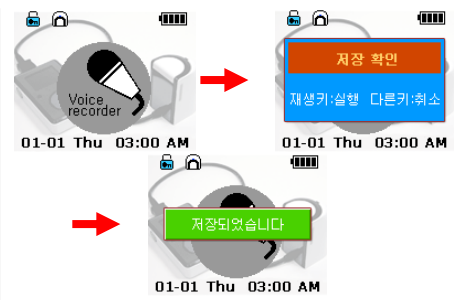 Voice
recorder
01-01 Thu 03:00 AM
저장 확인
재생키:실행 다른키:취소
01-01 Thu 03:00 AM
저장되었습니다
01-01 Thu 03:00 AM